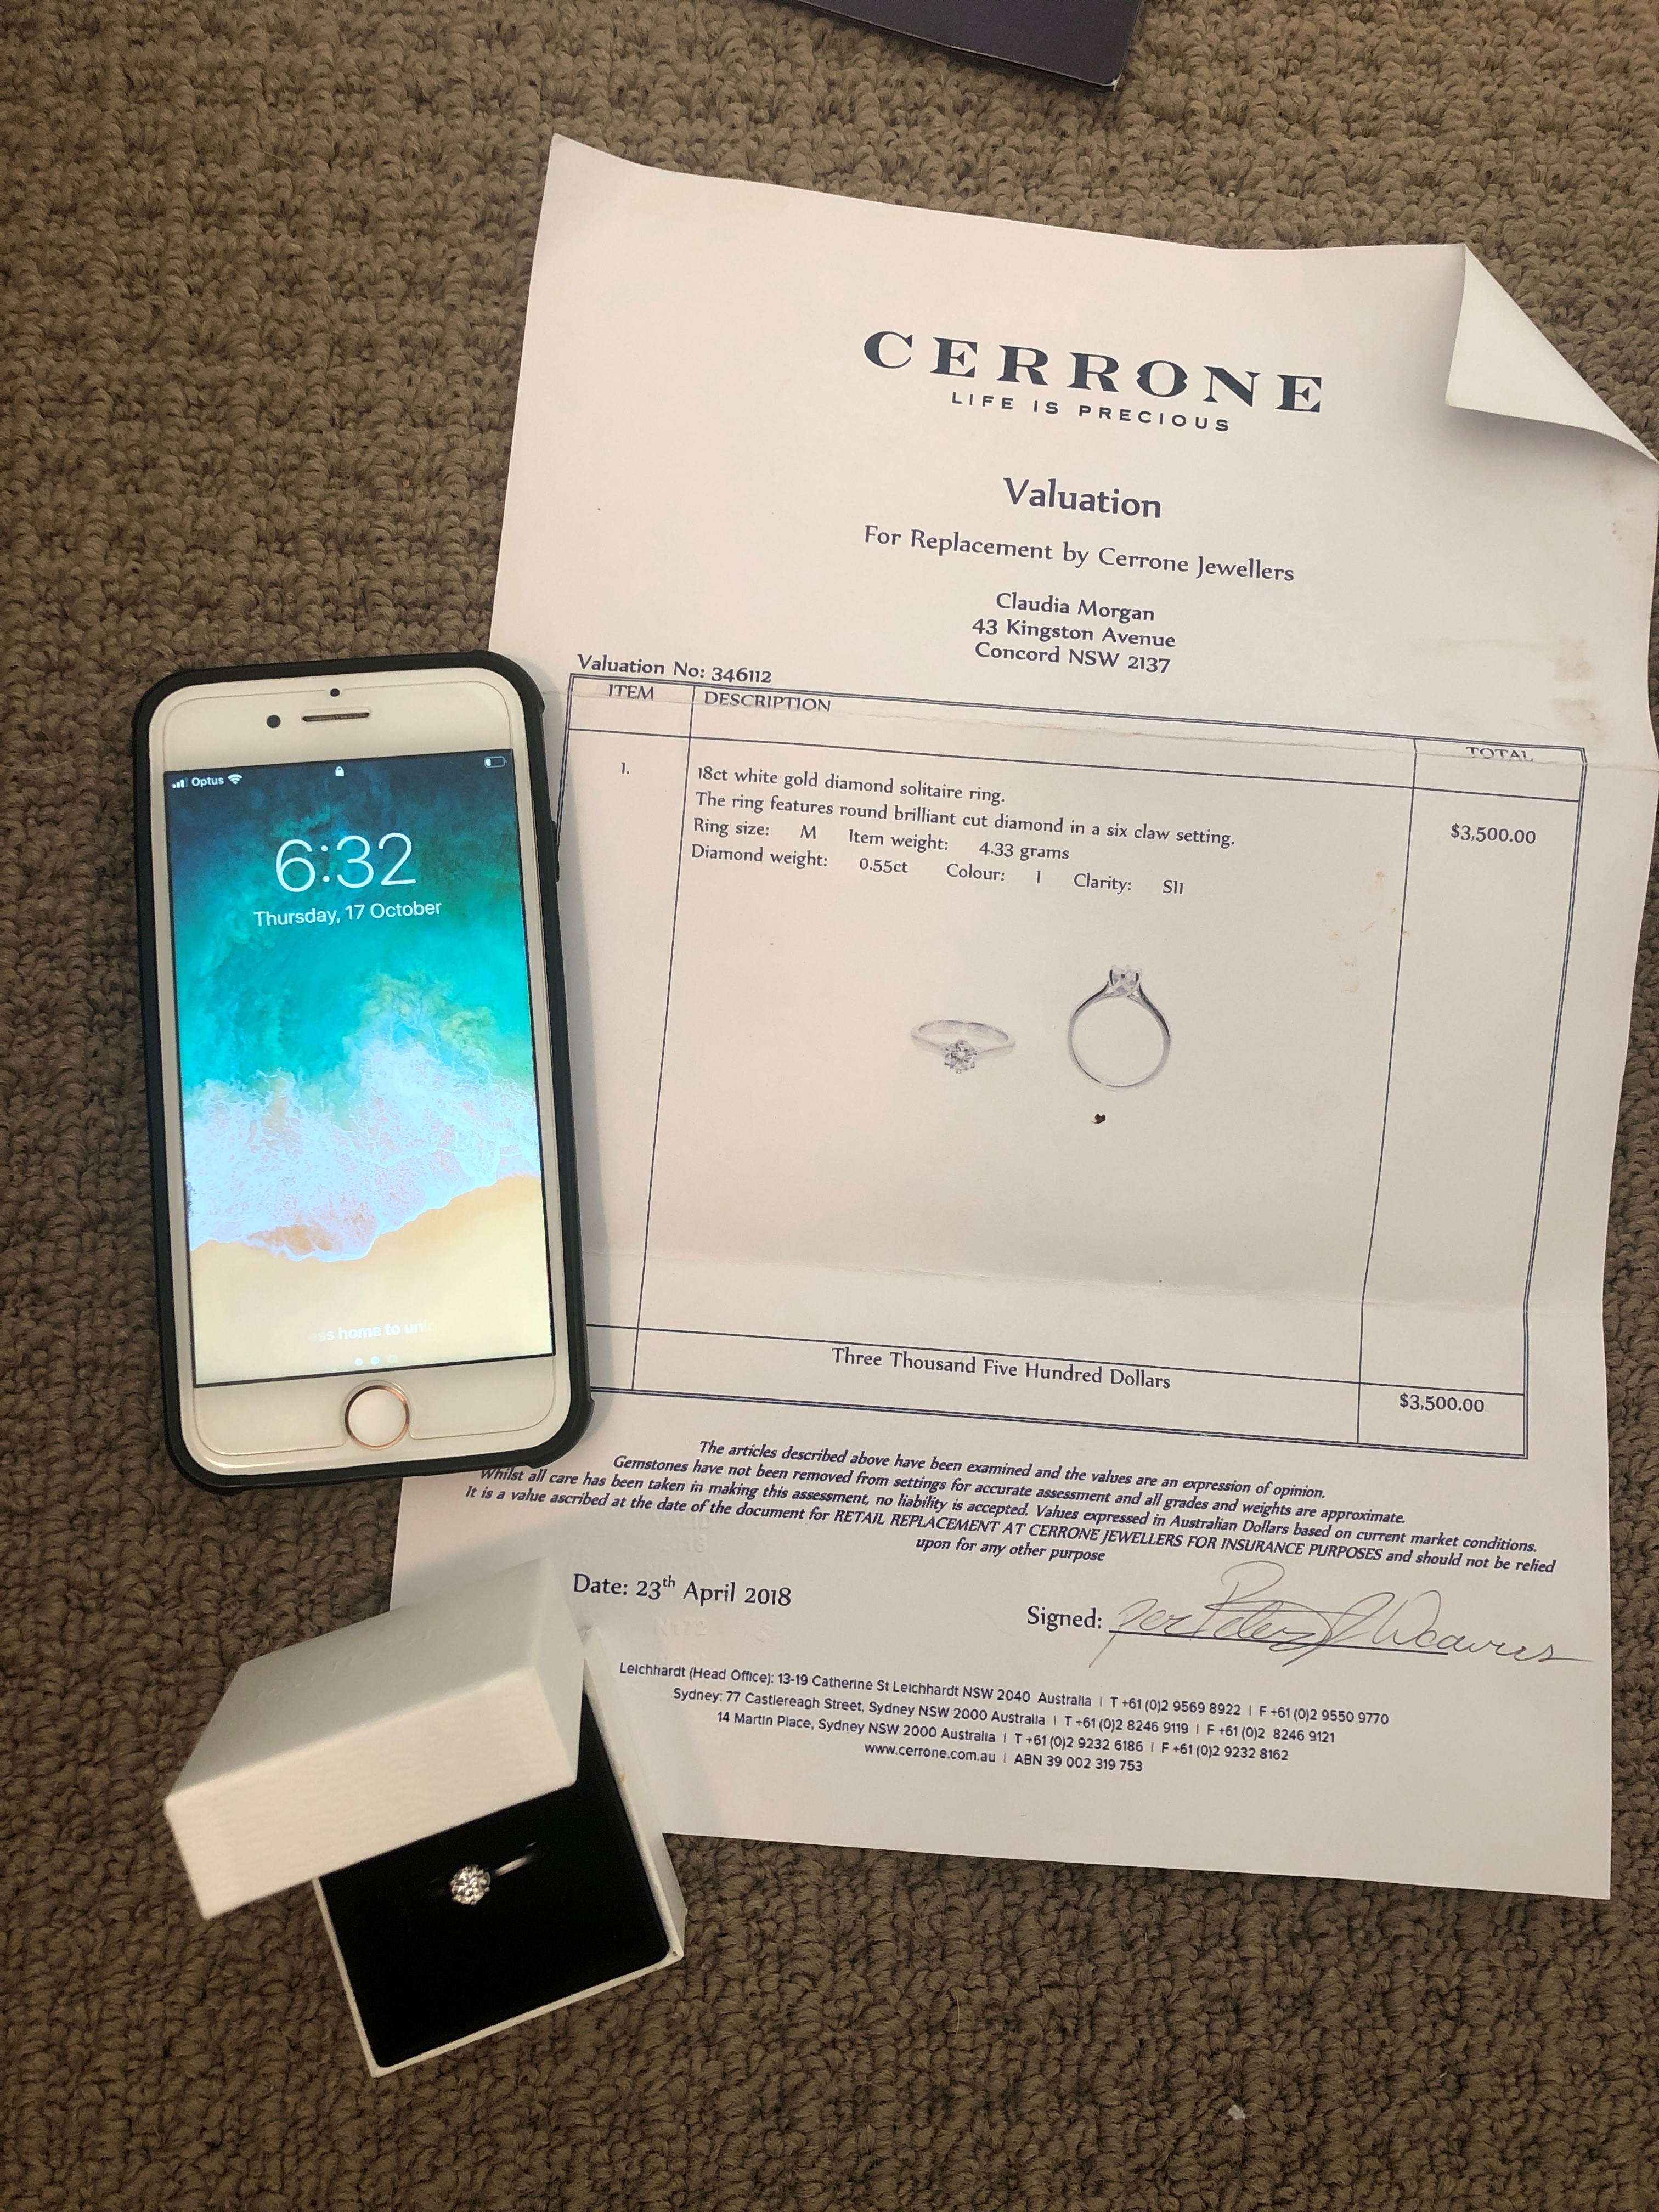 CERRONE
LIFE IS PRECIOUS
Valuation
For Replacement by Cerrone Jewellers
Claudia Morgan
43 Kingston Avenue
Concord NSW 2137
Valuation No: 346112
ITEM DESCRIPTION TOTAL
1. 18ct white gold diamond solitaire ring. $3,500.00
The ring features round brilliant cut diamond in a six claw setting.
Ring size: M Item weight: 4.33 grams
Diamond weight: 0.55ct Colour: I Clarity: SI1
Three Thousand Five Hundred Dollars $3,500.00
The articles described above have been examined and the values are an expression of opinion.
Gemstones have not been removed from settings for accurate assessment and all grades and weights are approximate.
Whilst all care has been taken in making this assessment, no liability is accepted. Values expressed in Australian Dollars based on current market conditions.
It is a value ascribed at the date of the document for RETAIL REPLACEMENT AT CERRONE JEWELLERS FOR INSURANCE PURPOSES and should not be relied
upon for any other purpose
Date: 23th April 2018
Signed: per
Leichhardt (Head Office): 13-19 Catherine St Leichhardt NSW 2040 Australia | T +61 (0)2 9569 8922 | F +61 (0)2 9550 9770
Sydney: 77 Castlereagh Street, Sydney NSW 2000 Australia | T +61 (0)2 8246 9119 | F +61 (0)2 8246 9121
14 Martin Place, Sydney NSW 2000 Australia | T +61 (0)2 9232 6186 | F +61 (0)2 9232 8162
www.cerrone.com.au | ABN 39 002 319 753
Optus
6:32
Thursday, 17 October
ss home to unl